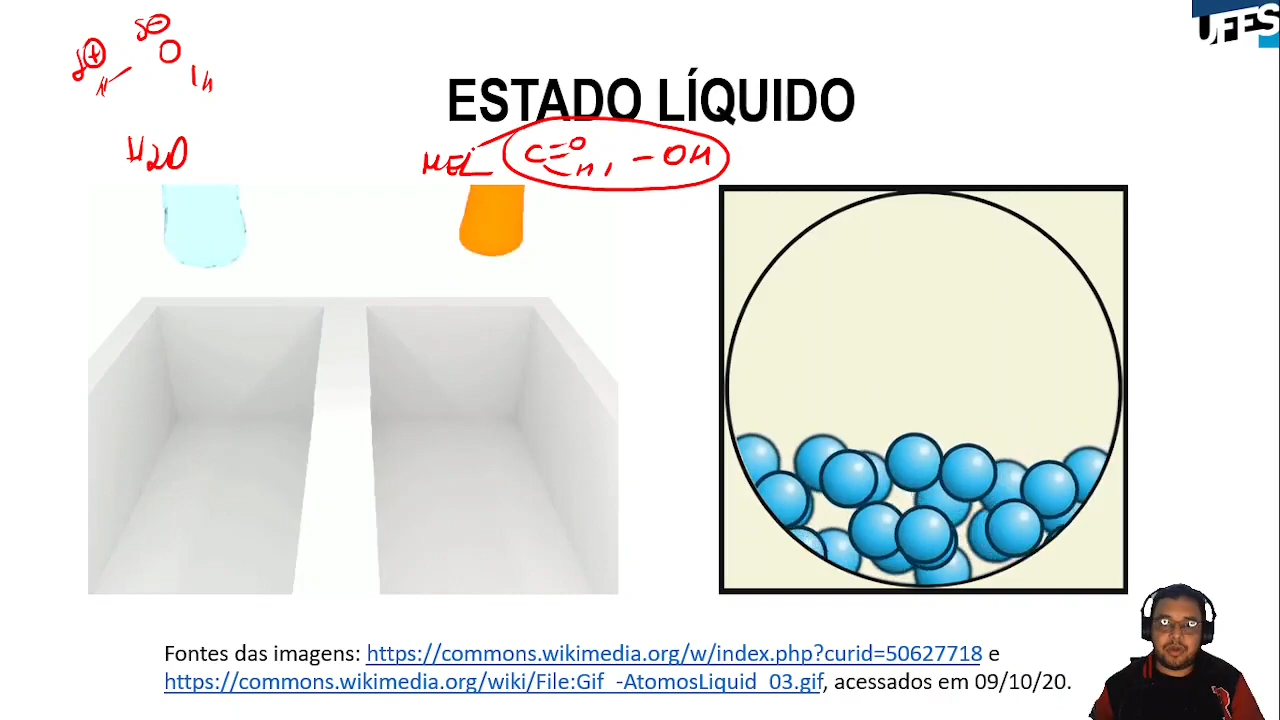 UFES
δ⊖
δ⊕ O
H H
ESTADO LÍQUIDO
H2O
MEL C=O H, -OH
Fontes das imagens: https://commons.wikimedia.org/w/index.php?curid=50627718 e
https://commons.wikimedia.org/wiki/File:Gif_-AtomosLiquid_03.gif, acessados em 09/10/20.